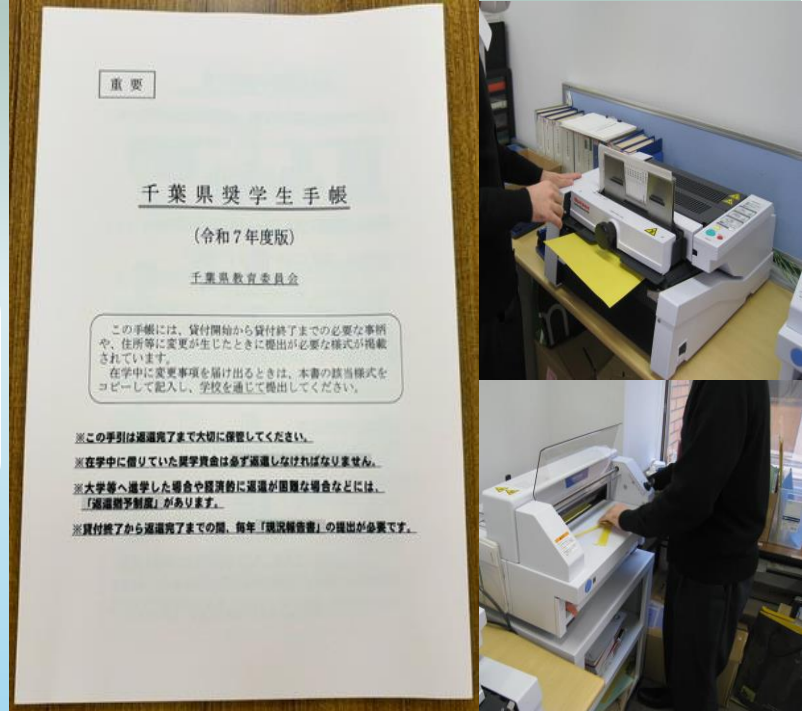 重 要
千葉県奨学生手帳
(令和7年度版)
千葉県教育委員会
この手帳には、貸付開始から貸付終了までの必要な事柄
や、住所等に変更が生じたときに提出が必要な様式が掲載
されています。
在学中に変更事項を届け出るときは、本書の該当様式を
コピーして記入し、学校を通じて提出してください。
※この手引は返還完了まで大切に保管してください。
※在学中に借りていた奨学資金は必ず返還しなければなりません。
※大学等へ進学した場合や経済的に返還が困難な場合などには、
「返還猶予制度」があります。
※貸付終了から返還完了までの間、毎年「現況報告書」の提出が必要です。